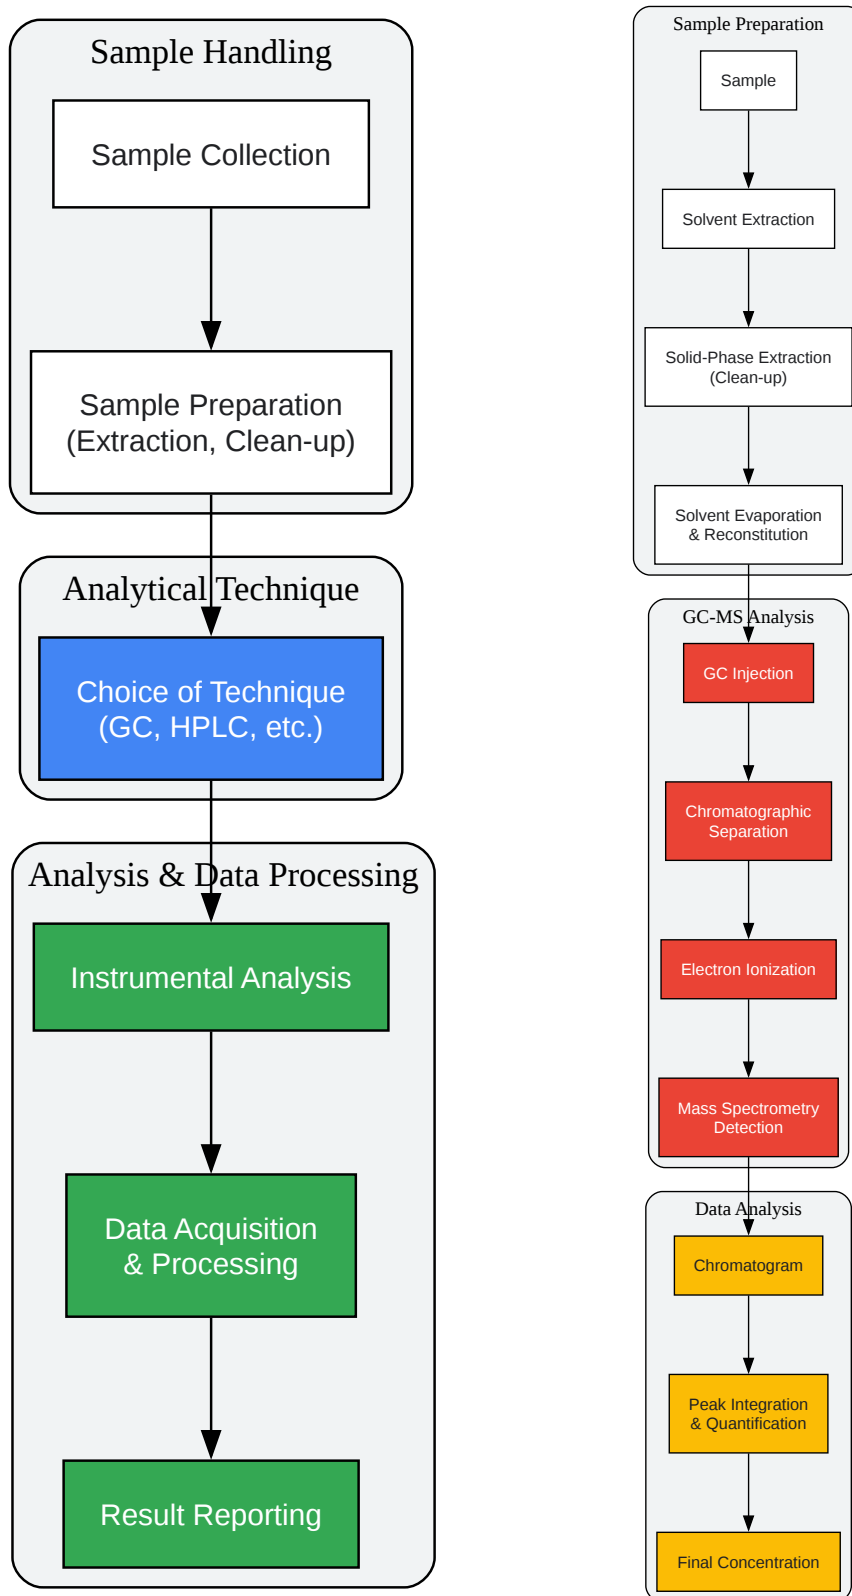 Sample Handling
Sample Collection
Sample Preparation
(Extraction, Clean-up)
Analytical Technique
Choice of Technique
(GC, HPLC, etc.)
Analysis & Data Processing
Instrumental Analysis
Data Acquisition
& Processing
Result Reporting
Sample Preparation
Sample
Solvent Extraction
Solid-Phase Extraction
(Clean-up)
Solvent Evaporation
& Reconstitution
GC-MS Analysis
GC Injection
Chromatographic
Separation
Electron Ionization
Mass Spectrometry
Detection
Data Analysis
Chromatogram
Peak Integration
& Quantification
Final Concentration